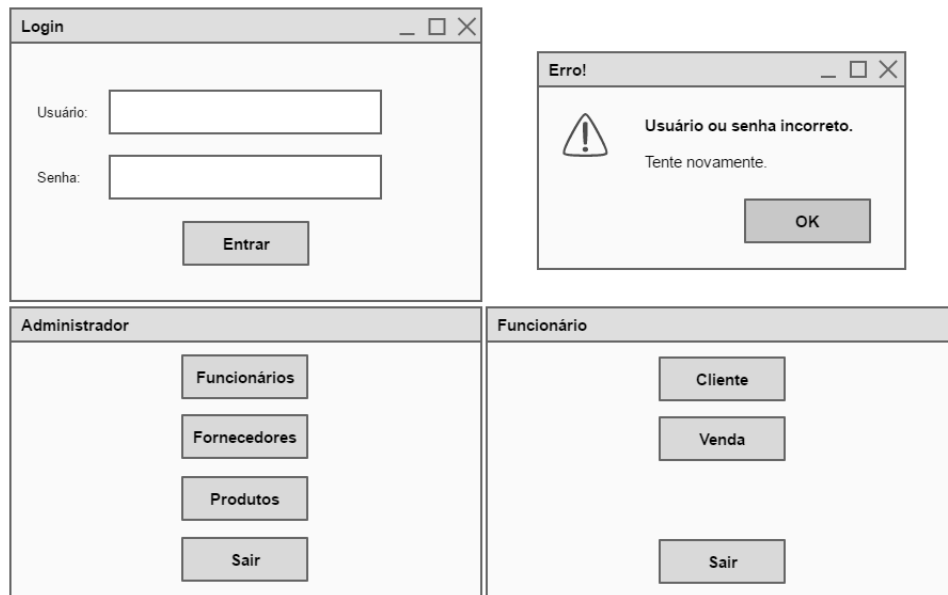 Login
Usuário:
Senha:
Entrar
Erro!
Usuário ou senha incorreto.
Tente novamente.
OK
Administrador
Funcionários
Fornecedores
Produtos
Sair
Funcionário
Cliente
Venda
Sair